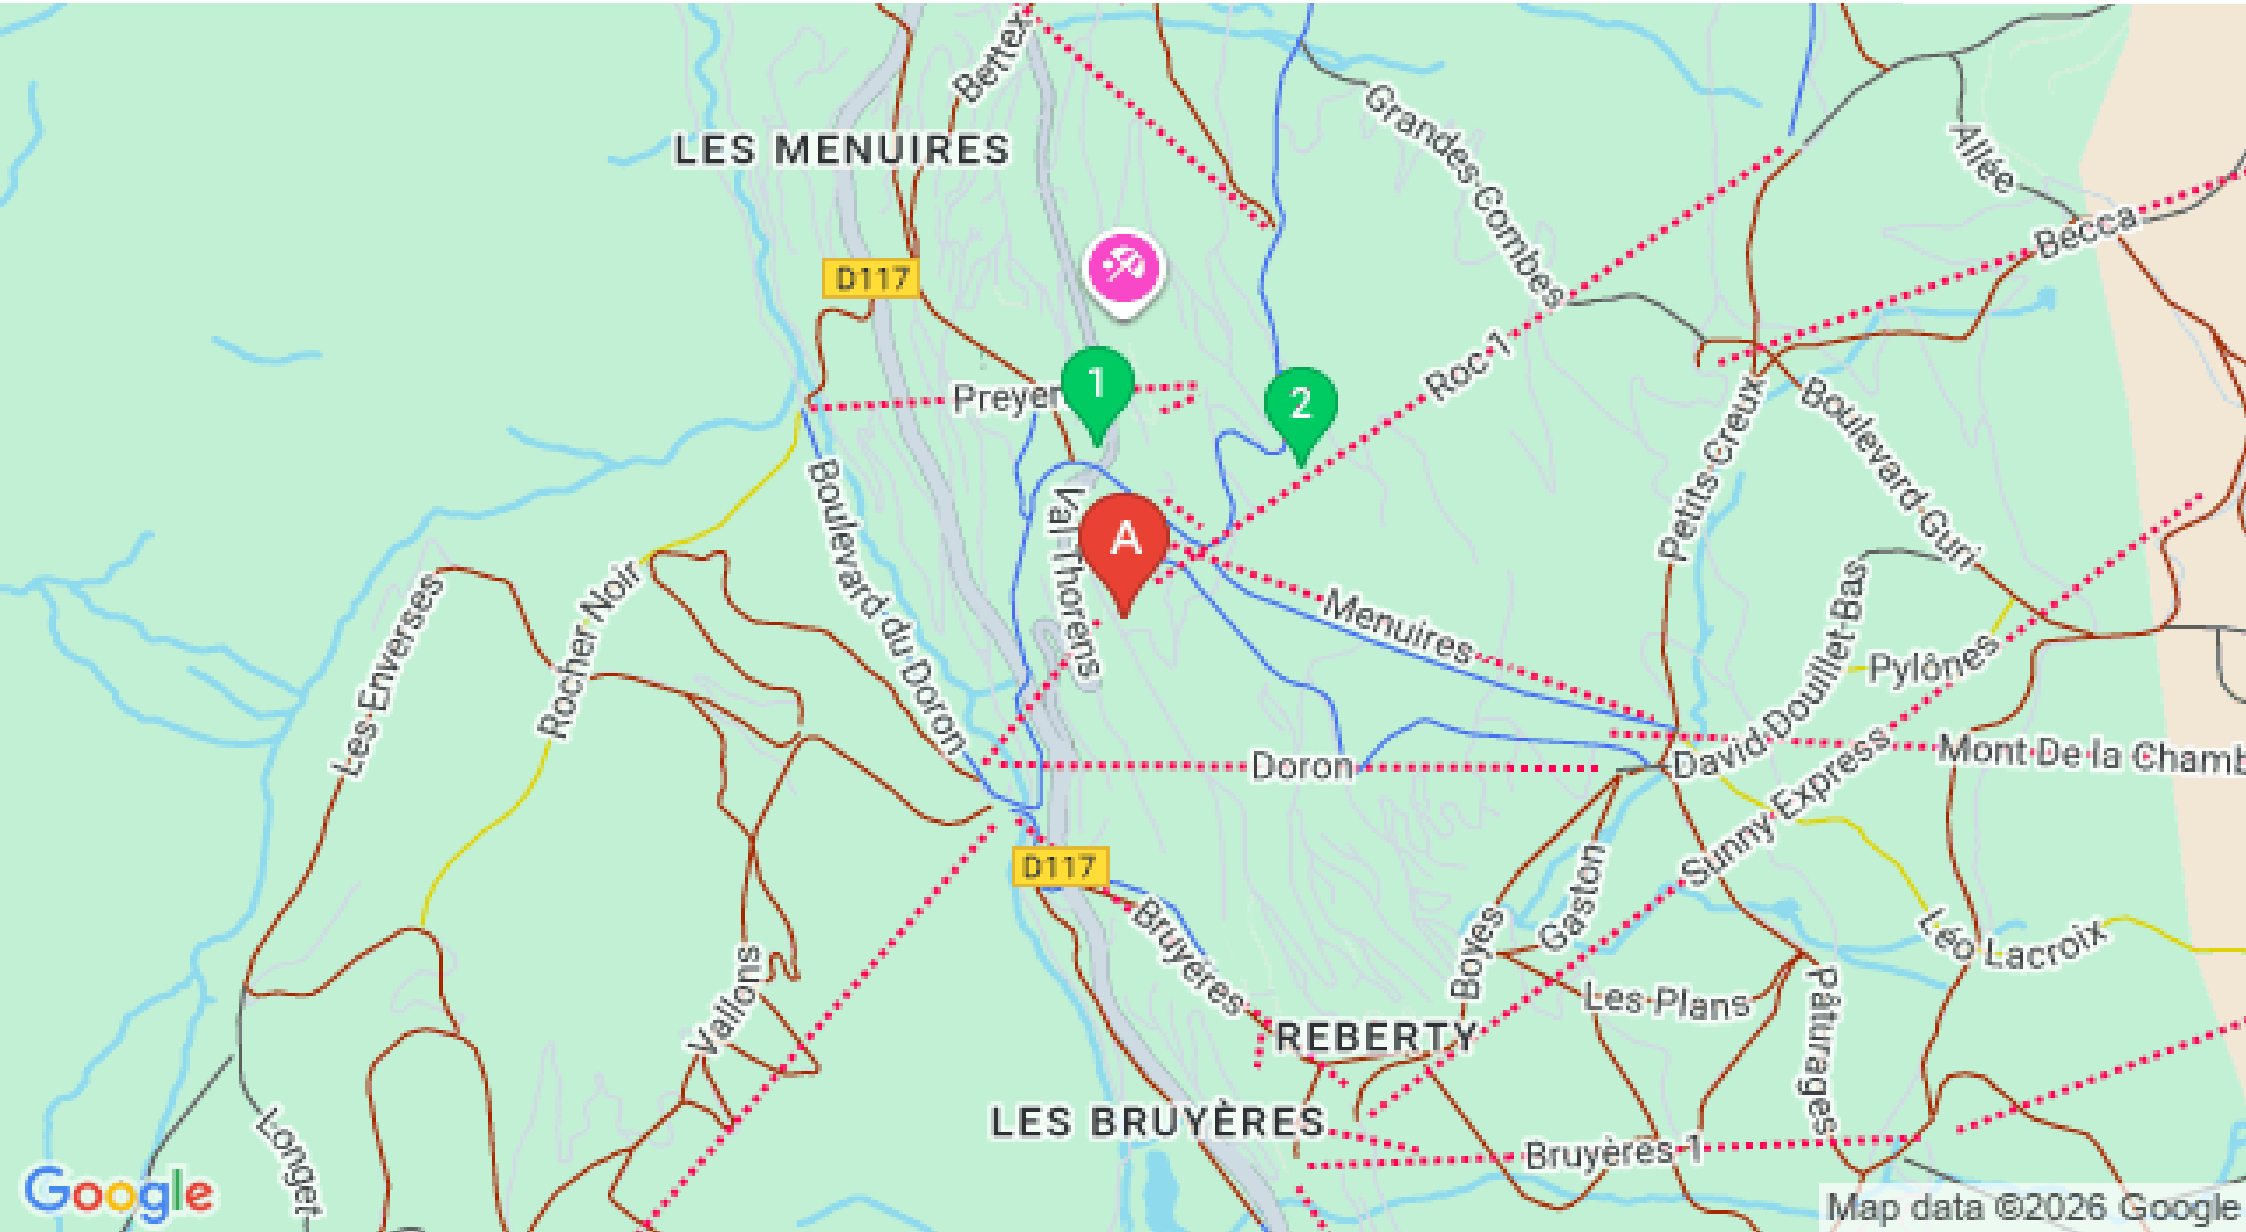 Bettex
LES MENUIRES
Grandes Combes
Allée
Becca
D117
Roc 1
Preyer
1
2
Petits Creux
Boulevard Guri
Boulevard du Doron
Val Thorens
A
Menuires
Les Enverses
Rocher Noir
David Douillet Bas
Pylônes
Doron
Mont De la Chamb
Sunny Express
D117
Bruyères
Boyes
Gaston
Léo Lacroix
Les Plans
Pâturages
Vallons
REBERTY
LES BRUYÈRES
Bruyères 1
Longet
Google
Map data ©2026 Google